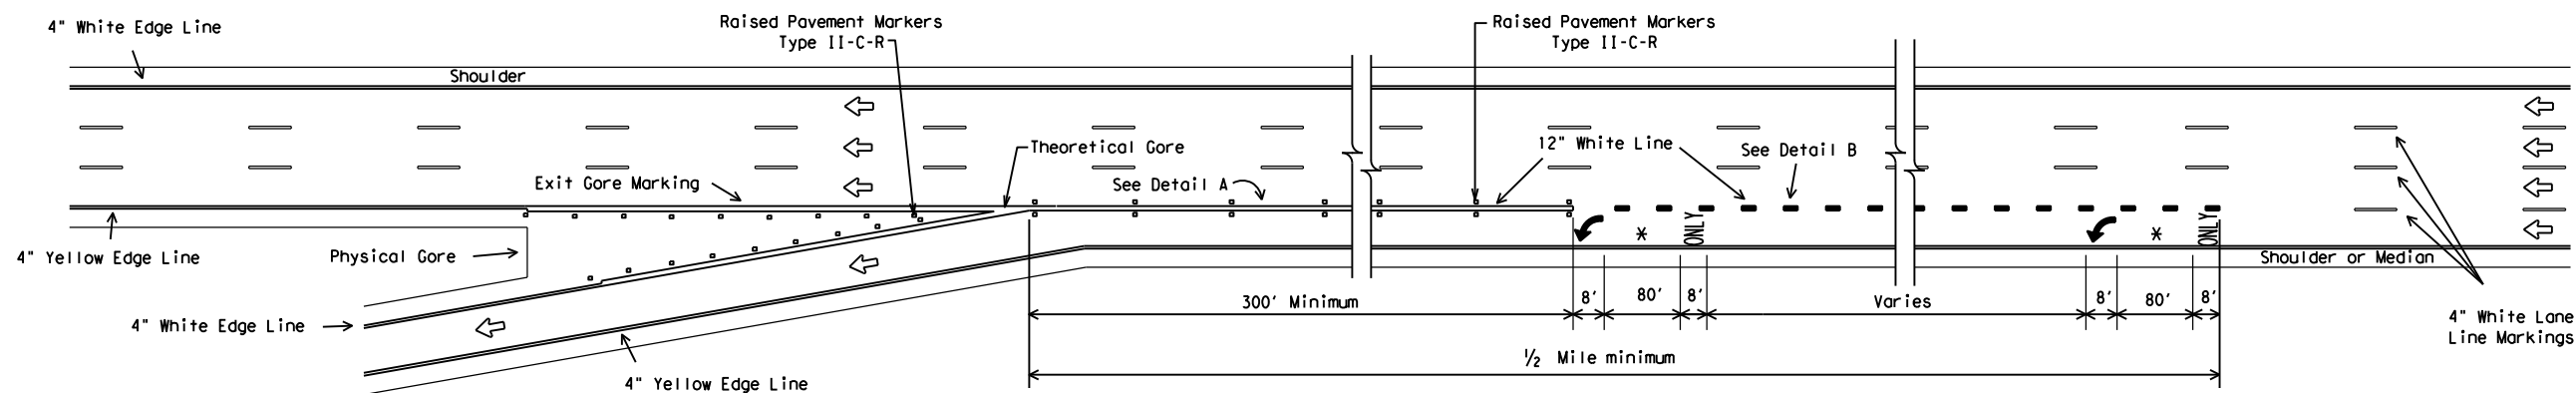 Raised Pavement Markers
Type II-C-R
Raised Pavement Markers
Type II-C-R
4" White Edge Line
Shoulder
Theoretical Gore
12" White Line
See Detail B
Exit Gore Marking
See Detail A
*
ONLY
*
ONLY
4" Yellow Edge Line
Physical Gore
Shoulder or Median
300' Minimum
8'
80'
8'
Varies
8'
80'
8'
4" White Edge Line
4" White Lane
Line Markings
½ Mile minimum
4" Yellow Edge Line